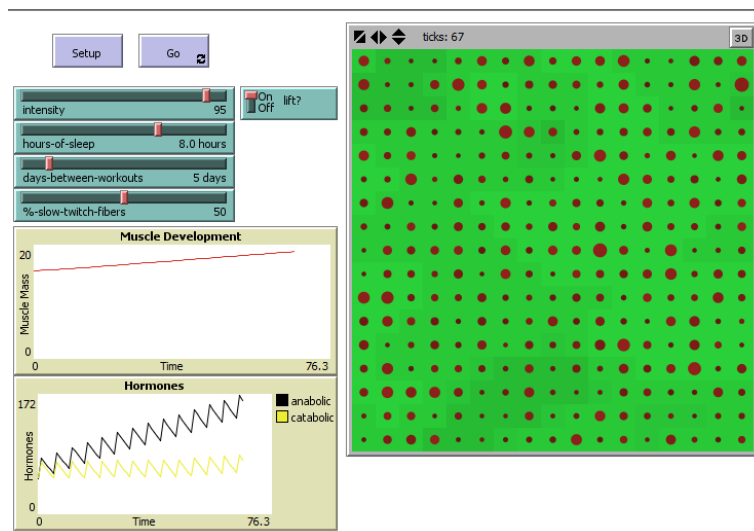 Setup
Go
intensity 95
On
Off
lift?
hours-of-sleep 8.0 hours
days-between-workouts 5 days
%-slow-twitch-fibers 50
Muscle Development
20
Muscle Mass
0
0 Time 76.3
Hormones
172
Hormones
0
0 Time 76.3
anabolic
catabolic
ticks: 67
3D